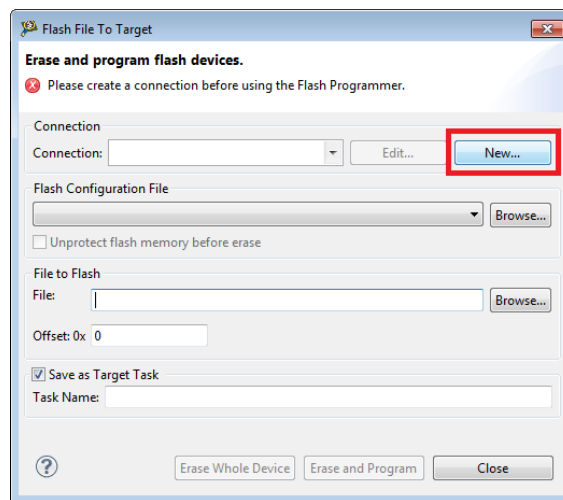 Flash File To Target
Erase and program flash devices.
Please create a connection before using the Flash Programmer.
Connection
Connection: Edit... New...
Flash Configuration File
Browse...
Unprotect flash memory before erase
File to Flash
File: Browse...
Offset: 0x 0
Save as Target Task
Task Name:
? Erase Whole Device Erase and Program Close